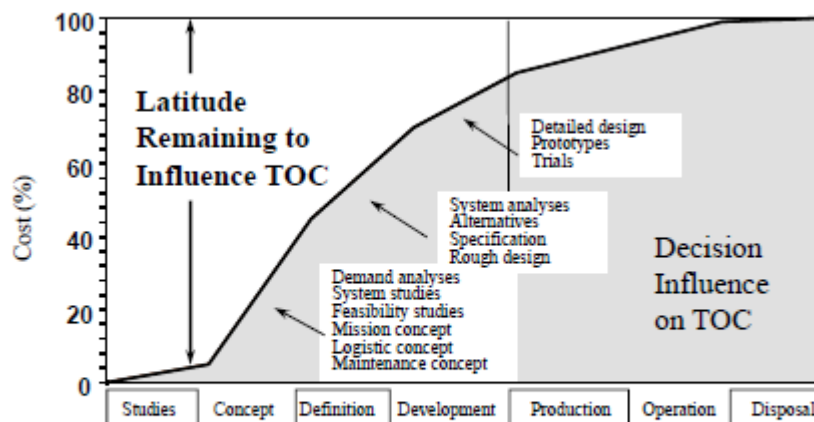 100
80
60
40
20
0
Cost (%)
Latitude
Remaining to
Influence TOC
Detailed design
Prototypes
Trials
System analyses
Alternatives
Specification
Rough design
Demand analyses
System studies
Feasibility studies
Mission concept
Logistic concept
Maintenance concept
Decision
Influence
on TOC
Studies Concept Definition Development Production Operation Disposal